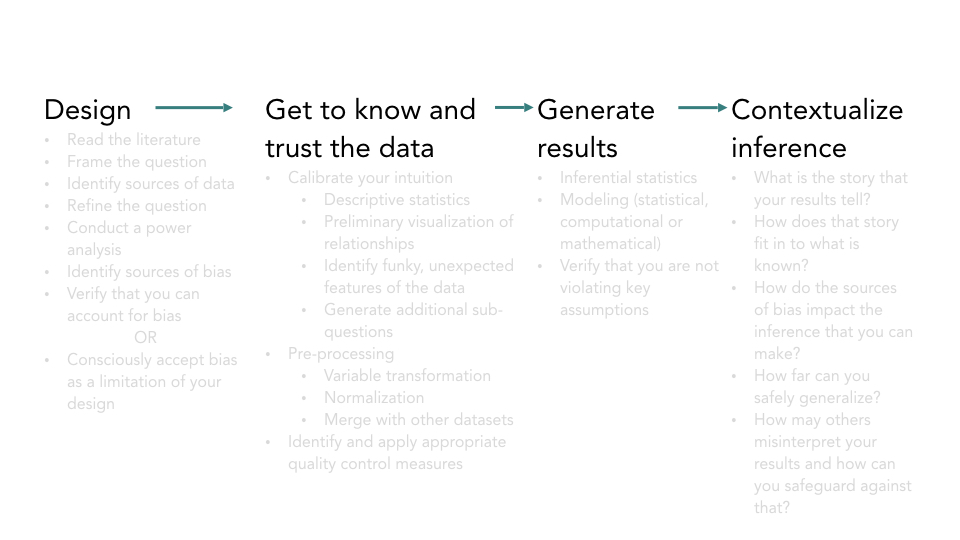 Design
• Read the literature
• Frame the question
• Identify sources of data
• Refine the question
• Conduct a power
analysis
• Identify sources of bias
• Verify that you can
account for bias
OR
• Consciously accept bias
as a limitation of your
design
Get to know and
trust the data
• Calibrate your intuition
• Descriptive statistics
• Preliminary visualization of
relationships
• Identify funky, unexpected
features of the data
• Generate additional sub-
questions
• Pre-processing
• Variable transformation
• Normalization
• Merge with other datasets
• Identify and apply appropriate
quality control measures
Generate
results
• Inferential statistics
• Modeling (statistical,
computational or
mathematical)
• Verify that you are not
violating key
assumptions
Contextualize
inference
• What is the story that
your results tell?
• How does that story
fit in to what is
known?
• How do the sources
of bias impact the
inference that you can
make?
• How far can you
safely generalize?
• How may others
misinterpret your
results and how can
you safeguard against
that?